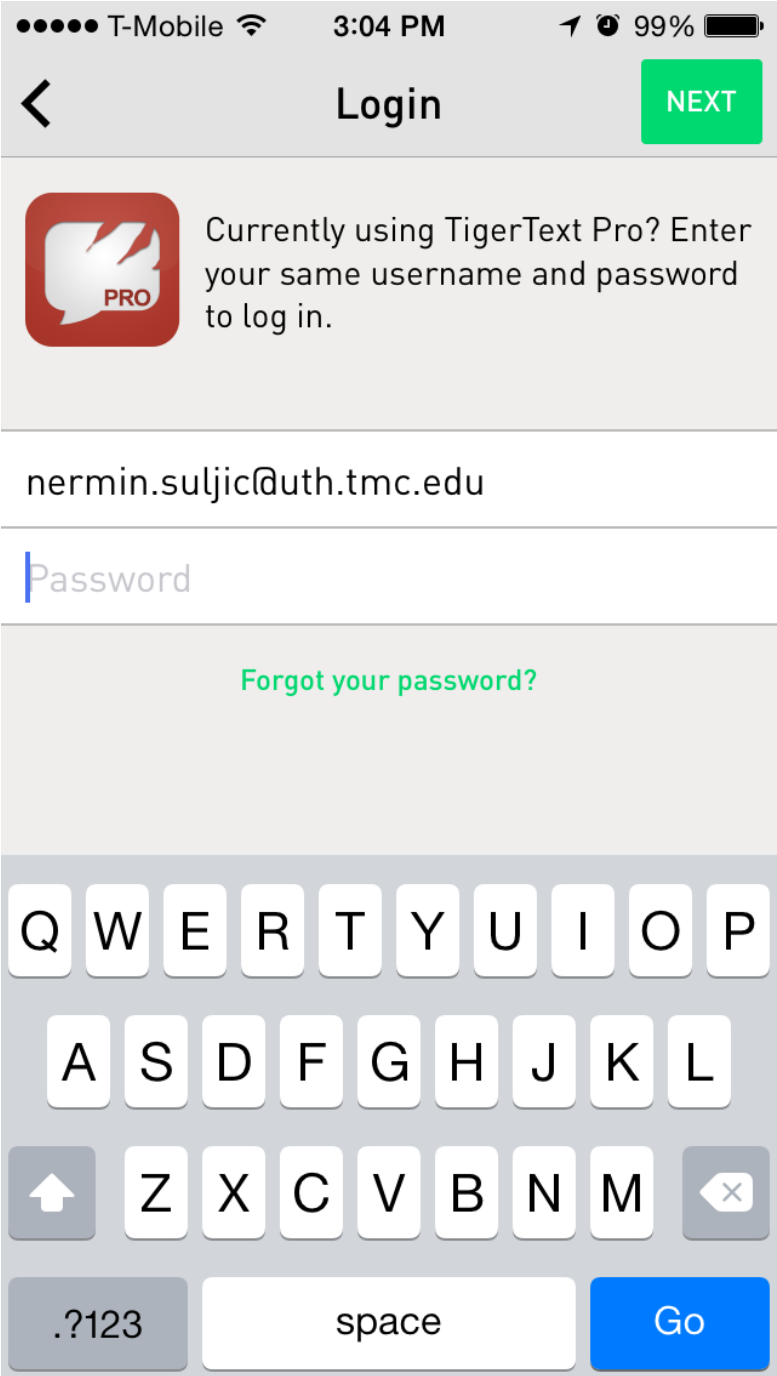 T-Mobile 3:04 PM 99%
Login
NEXT
Currently using TigerText Pro? Enter
your same username and password
to log in.
PRO
nermin.suljic@uth.tmc.edu
Password
Forgot your password?
Q W E R T Y U I O P
A S D F G H J K L
Z X C V B N M
.?123 space Go